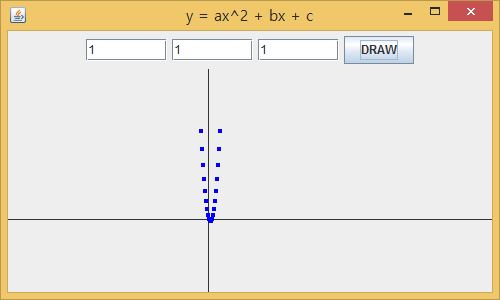 y = ax^2 + bx + c
1 1 1 DRAW